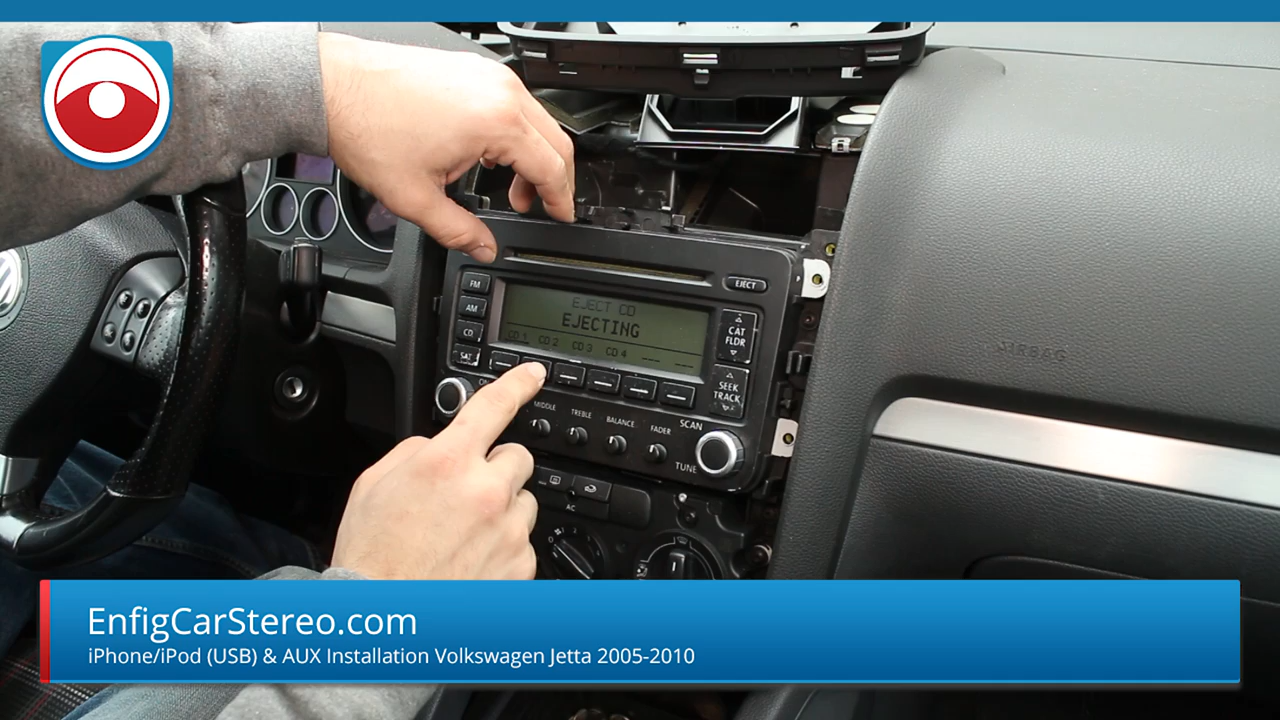 EJECT
FM
EJECT CD
AM
EJECTING
CAT
FLDR
CD
CD 1 CD 2 CD 3 CD 4
SAT
SEEK
TRACK
MIDDLE
TREBLE
BALANCE
FADER
SCAN
TUNE
AC
AIRBAG
EnfigCarStereo.com
iPhone/iPod (USB) & AUX Installation Volkswagen Jetta 2005-2010